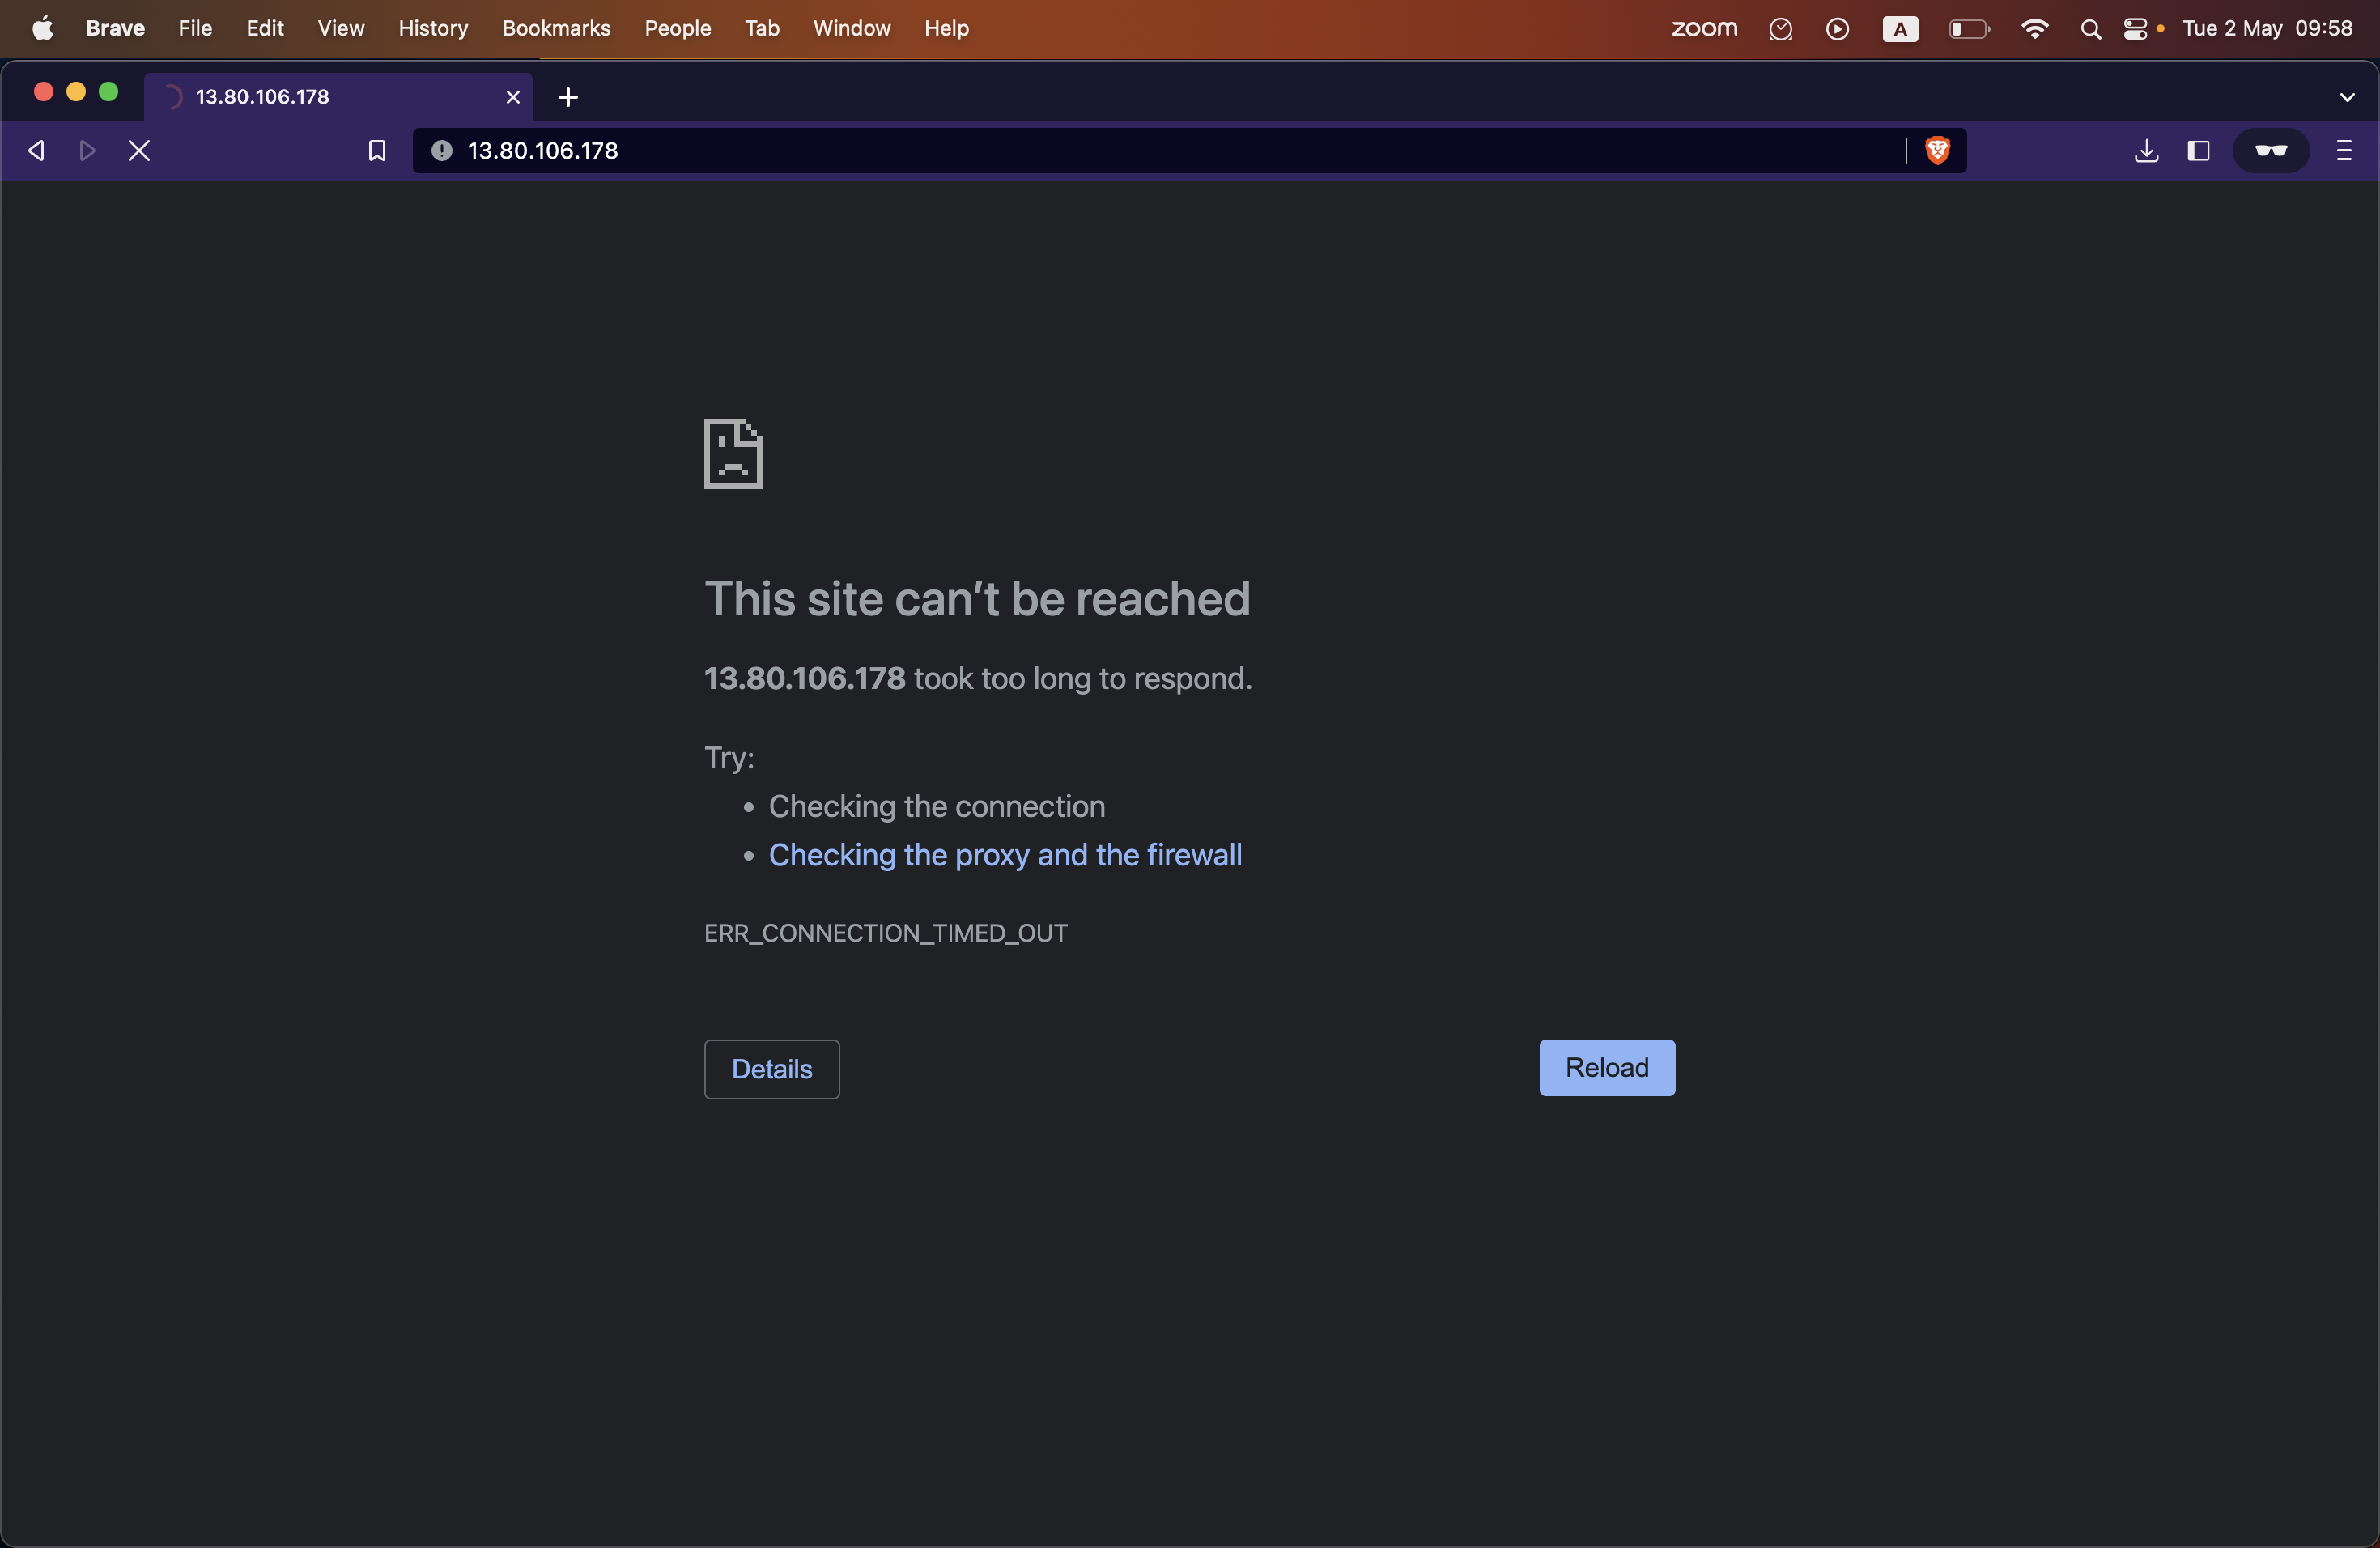 Brave File Edit View History Bookmarks People Tab Window Help zoom A Tue 2 May 09:58
13.80.106.178
13.80.106.178
This site can’t be reached
13.80.106.178 took too long to respond.
Try:
• Checking the connection
• Checking the proxy and the firewall
ERR_CONNECTION_TIMED_OUT
Details Reload